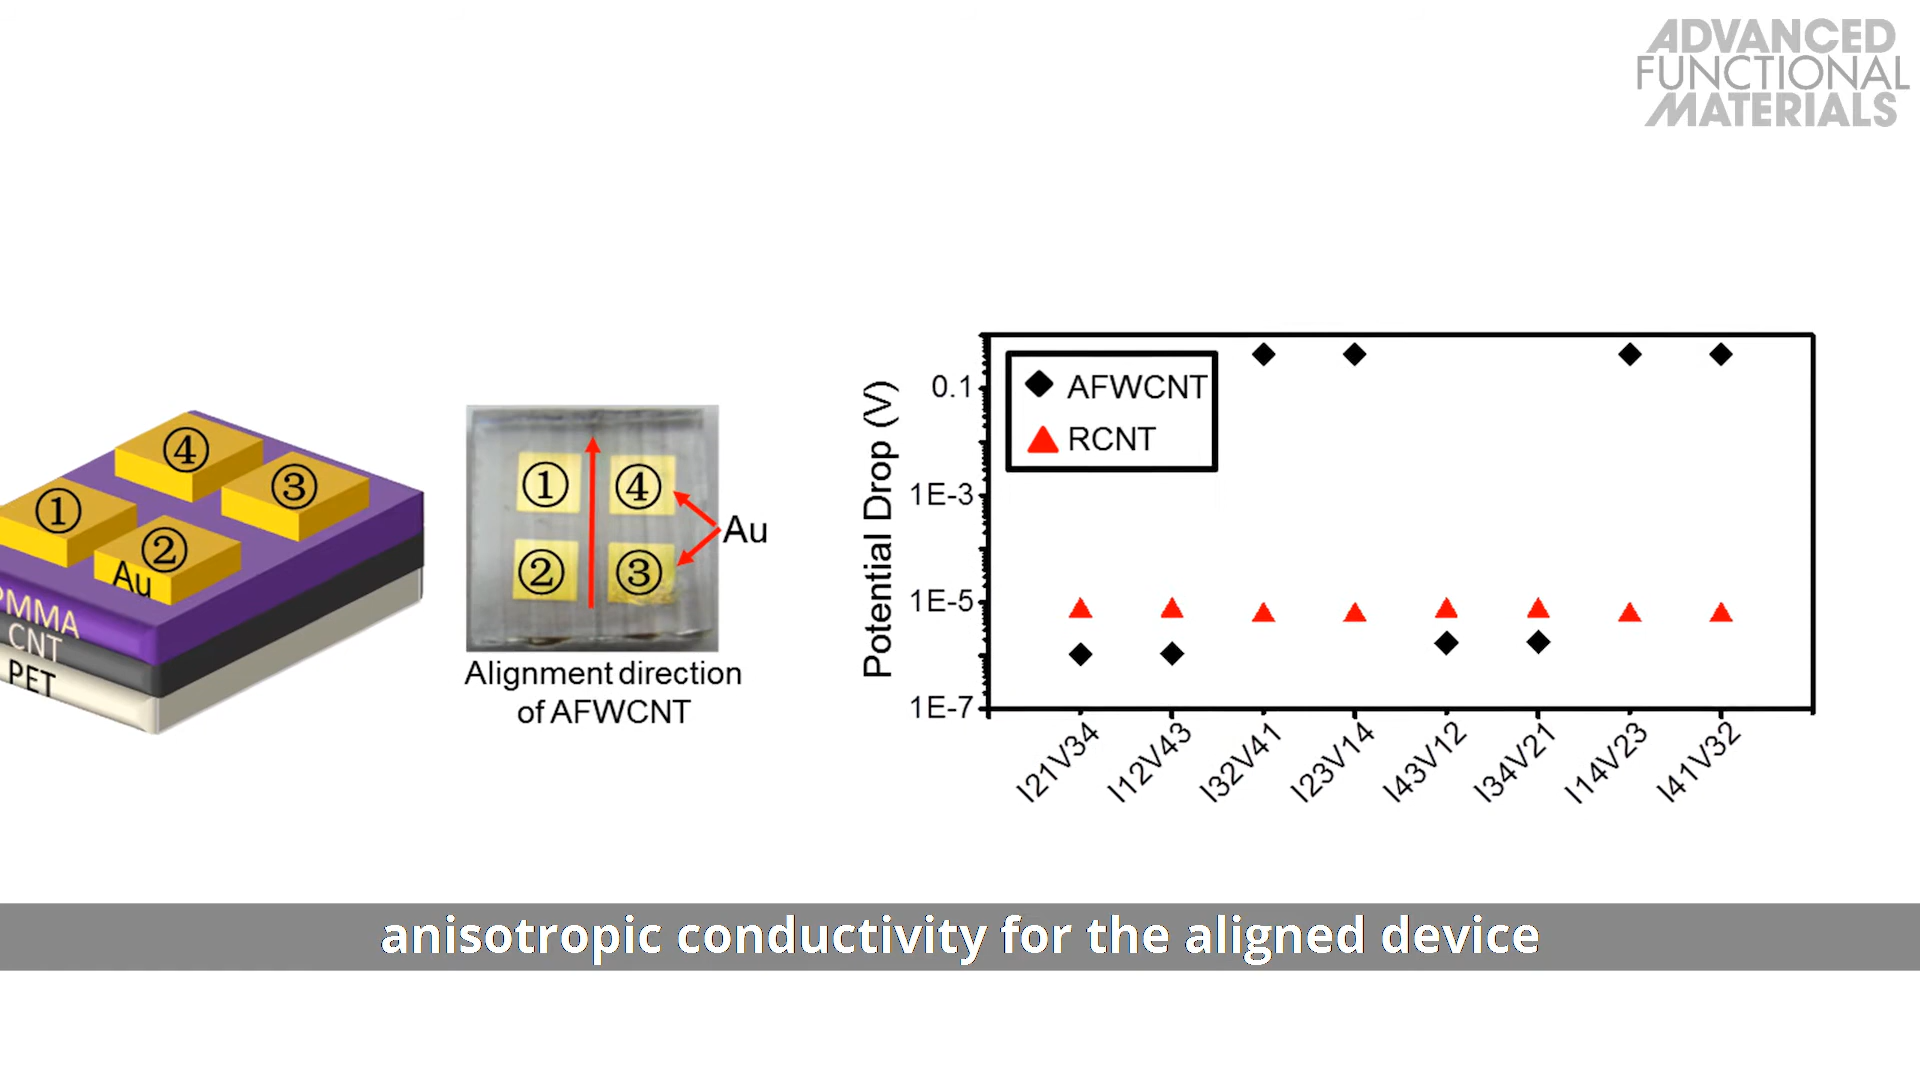 ADVANCED
FUNCTIONAL
MATERIALS
④
③
①
②
Au
PMMA
CNT
PET
① ④
② ③
Au
Alignment direction
of AFWCNT
Potential Drop (V)
0.1
1E-3
1E-5
1E-7
AFWCNT
RCNT
I21V34
I12V43
I32V41
I23V14
I43V12
I34V21
I14V23
I41V32
anisotropic conductivity for the aligned device